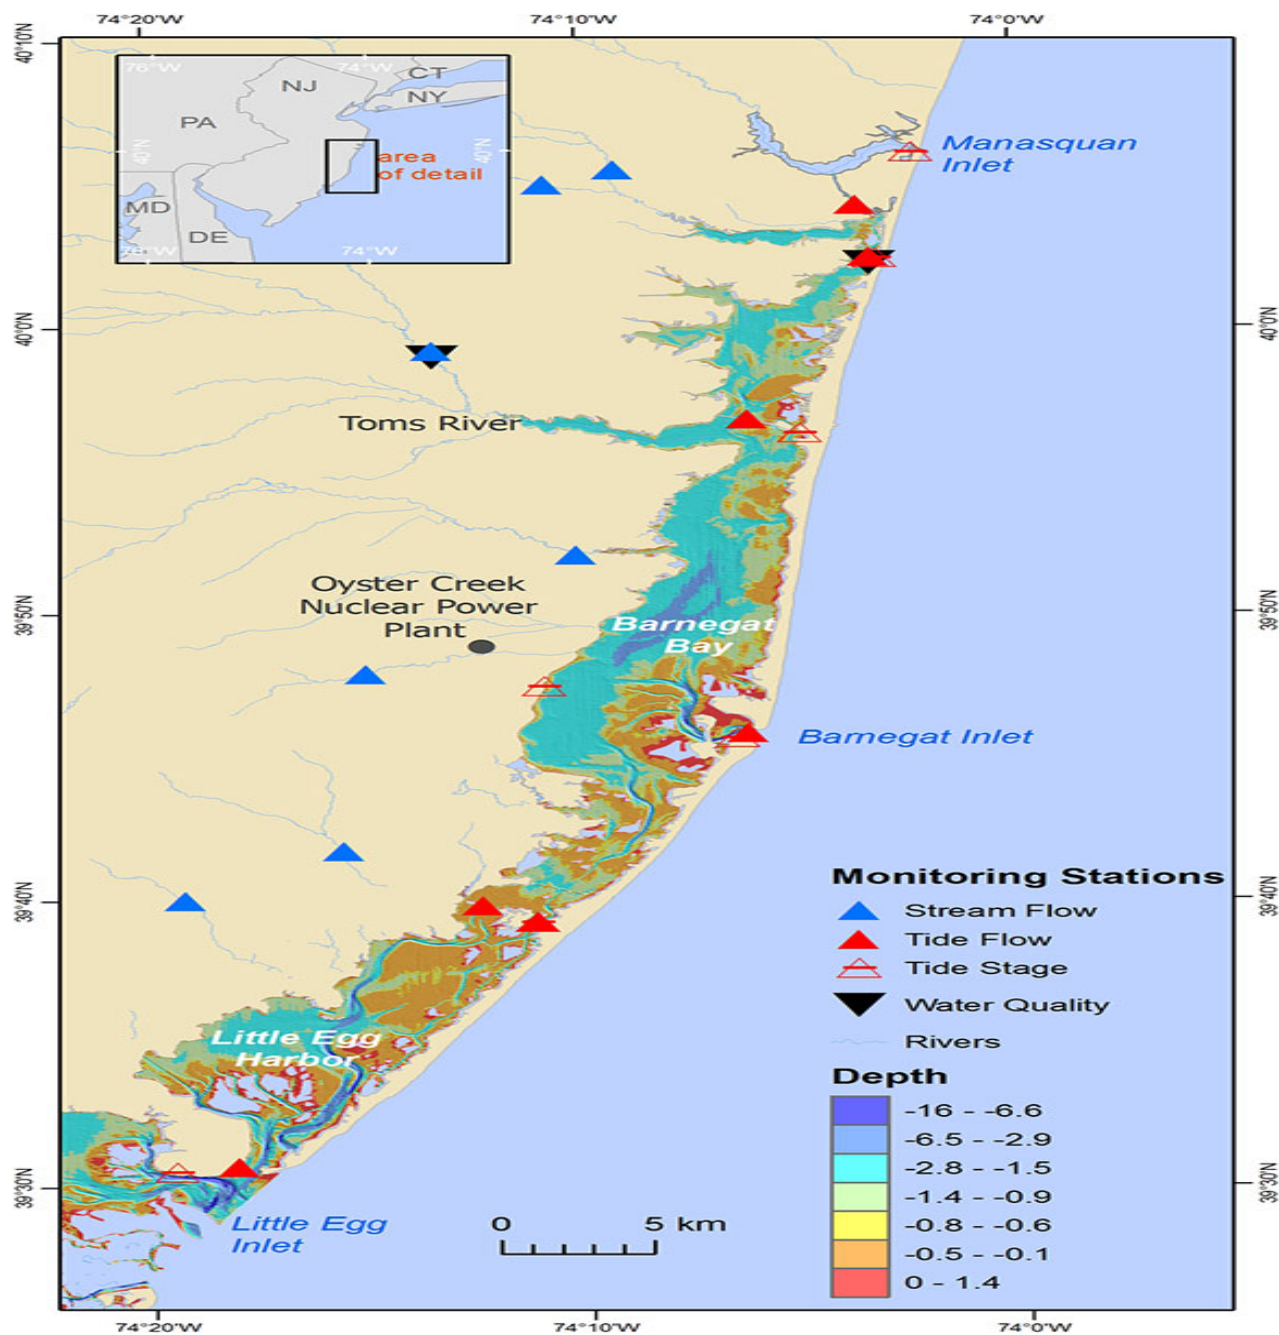 74°20'W 74°10'W 74°0'W
40°10'N
76°W 74°W CT
NJ NY
PA
40°N 40°N
area
of detail
MD
DE
76°W 74°W
Manasquan
Inlet
40°0'N 40°0'N
Toms River
Oyster Creek
Nuclear Power
Plant
39°50'N 39°50'N
Barnegat
Bay
Barnegat Inlet
39°40'N 39°40'N
Monitoring Stations
Stream Flow
Tide Flow
Tide Stage
Water Quality
Rivers
Little Egg
Harbor
Depth
-16 - -6.6
-6.5 - -2.9
-2.8 - -1.5
-1.4 - -0.9
-0.8 - -0.6
-0.5 - -0.1
0 - 1.4
39°30'N 39°30'N
Little Egg
Inlet
0 5 km
74°20'W 74°10'W 74°0'W